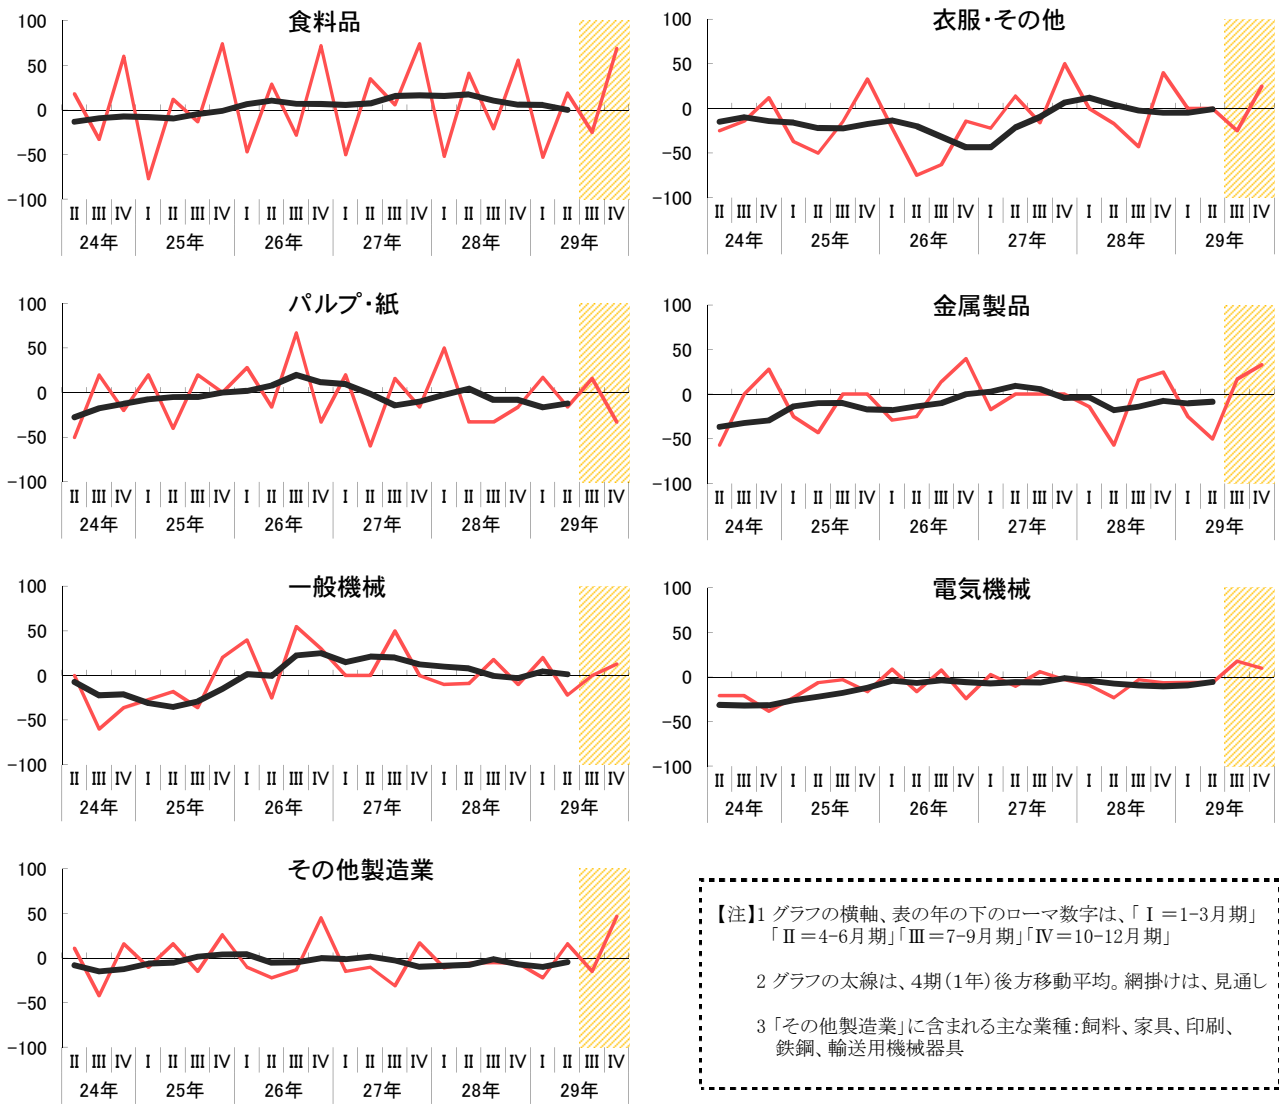 食料品
100
50
0
-50
-100
Ⅱ Ⅲ Ⅳ Ⅰ Ⅱ Ⅲ Ⅳ Ⅰ Ⅱ Ⅲ Ⅳ Ⅰ Ⅱ Ⅲ Ⅳ Ⅰ Ⅱ Ⅲ Ⅳ Ⅰ Ⅱ Ⅲ Ⅳ
24年 25年 26年 27年 28年 29年
衣服・その他
100
50
0
-50
-100
Ⅱ Ⅲ Ⅳ Ⅰ Ⅱ Ⅲ Ⅳ Ⅰ Ⅱ Ⅲ Ⅳ Ⅰ Ⅱ Ⅲ Ⅳ Ⅰ Ⅱ Ⅲ Ⅳ Ⅰ Ⅱ Ⅲ Ⅳ
24年 25年 26年 27年 28年 29年
パルプ・紙
100
50
0
-50
-100
Ⅱ Ⅲ Ⅳ Ⅰ Ⅱ Ⅲ Ⅳ Ⅰ Ⅱ Ⅲ Ⅳ Ⅰ Ⅱ Ⅲ Ⅳ Ⅰ Ⅱ Ⅲ Ⅳ Ⅰ Ⅱ Ⅲ Ⅳ
24年 25年 26年 27年 28年 29年
金属製品
100
50
0
-50
-100
Ⅱ Ⅲ Ⅳ Ⅰ Ⅱ Ⅲ Ⅳ Ⅰ Ⅱ Ⅲ Ⅳ Ⅰ Ⅱ Ⅲ Ⅳ Ⅰ Ⅱ Ⅲ Ⅳ Ⅰ Ⅱ Ⅲ Ⅳ
24年 25年 26年 27年 28年 29年
一般機械
100
50
0
-50
-100
Ⅱ Ⅲ Ⅳ Ⅰ Ⅱ Ⅲ Ⅳ Ⅰ Ⅱ Ⅲ Ⅳ Ⅰ Ⅱ Ⅲ Ⅳ Ⅰ Ⅱ Ⅲ Ⅳ Ⅰ Ⅱ Ⅲ Ⅳ
24年 25年 26年 27年 28年 29年
電気機械
100
50
0
-50
-100
Ⅱ Ⅲ Ⅳ Ⅰ Ⅱ Ⅲ Ⅳ Ⅰ Ⅱ Ⅲ Ⅳ Ⅰ Ⅱ Ⅲ Ⅳ Ⅰ Ⅱ Ⅲ Ⅳ Ⅰ Ⅱ Ⅲ Ⅳ
24年 25年 26年 27年 28年 29年
その他製造業
100
50
0
-50
-100
Ⅱ Ⅲ Ⅳ Ⅰ Ⅱ Ⅲ Ⅳ Ⅰ Ⅱ Ⅲ Ⅳ Ⅰ Ⅱ Ⅲ Ⅳ Ⅰ Ⅱ Ⅲ Ⅳ Ⅰ Ⅱ Ⅲ Ⅳ
24年 25年 26年 27年 28年 29年
【注】1 グラフの横軸、表の年の下のローマ数字は、「Ⅰ=1-3月期」
「Ⅱ=4-6月期」「Ⅲ=7-9月期」「Ⅳ=10-12月期」
2 グラフの太線は、4期(1年)後方移動平均。網掛けは、見通し
3 「その他製造業」に含まれる主な業種:飼料、家具、印刷、
鉄鋼、輸送用機械器具